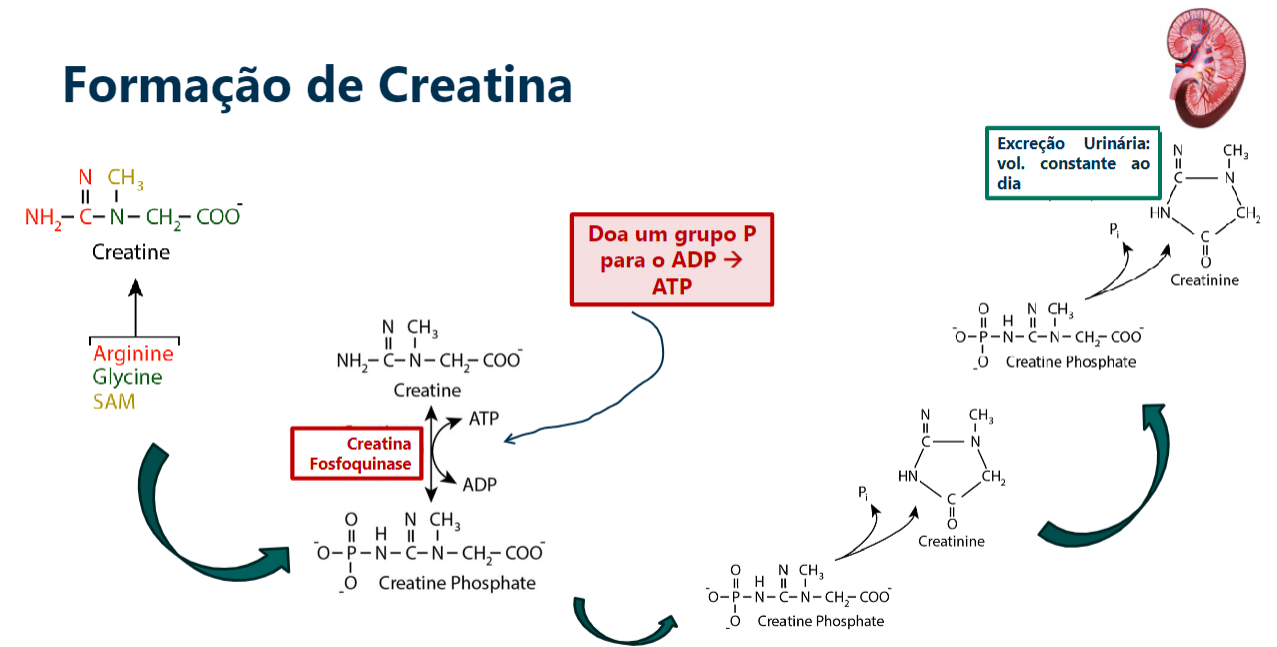 Formação de Creatina
N CH3
NH2–C–N–CH2–COO-
Creatine
Arginine
Glycine
SAM
Doa um grupo P
para o ADP →
ATP
N CH3
NH2–C–N–CH2–COO-
Creatine
ATP
Creatina
Fosfoquinase
ADP
O H N CH3
-O–P–N–C–N–CH2–COO-
-O
Creatine Phosphate
O H N CH3
-O–P–N–C–N–CH2–COO-
-O
Creatine Phosphate
Pi
N CH3
C N
HN CH2
C
O
Creatinine
O H N CH3
-O–P–HN–C–N–CH2–COO-
-O
Creatine Phosphate
Pi
Excreção Urinária:
vol. constante ao
dia
N CH3
C N
HN CH2
C
O
Creatinine